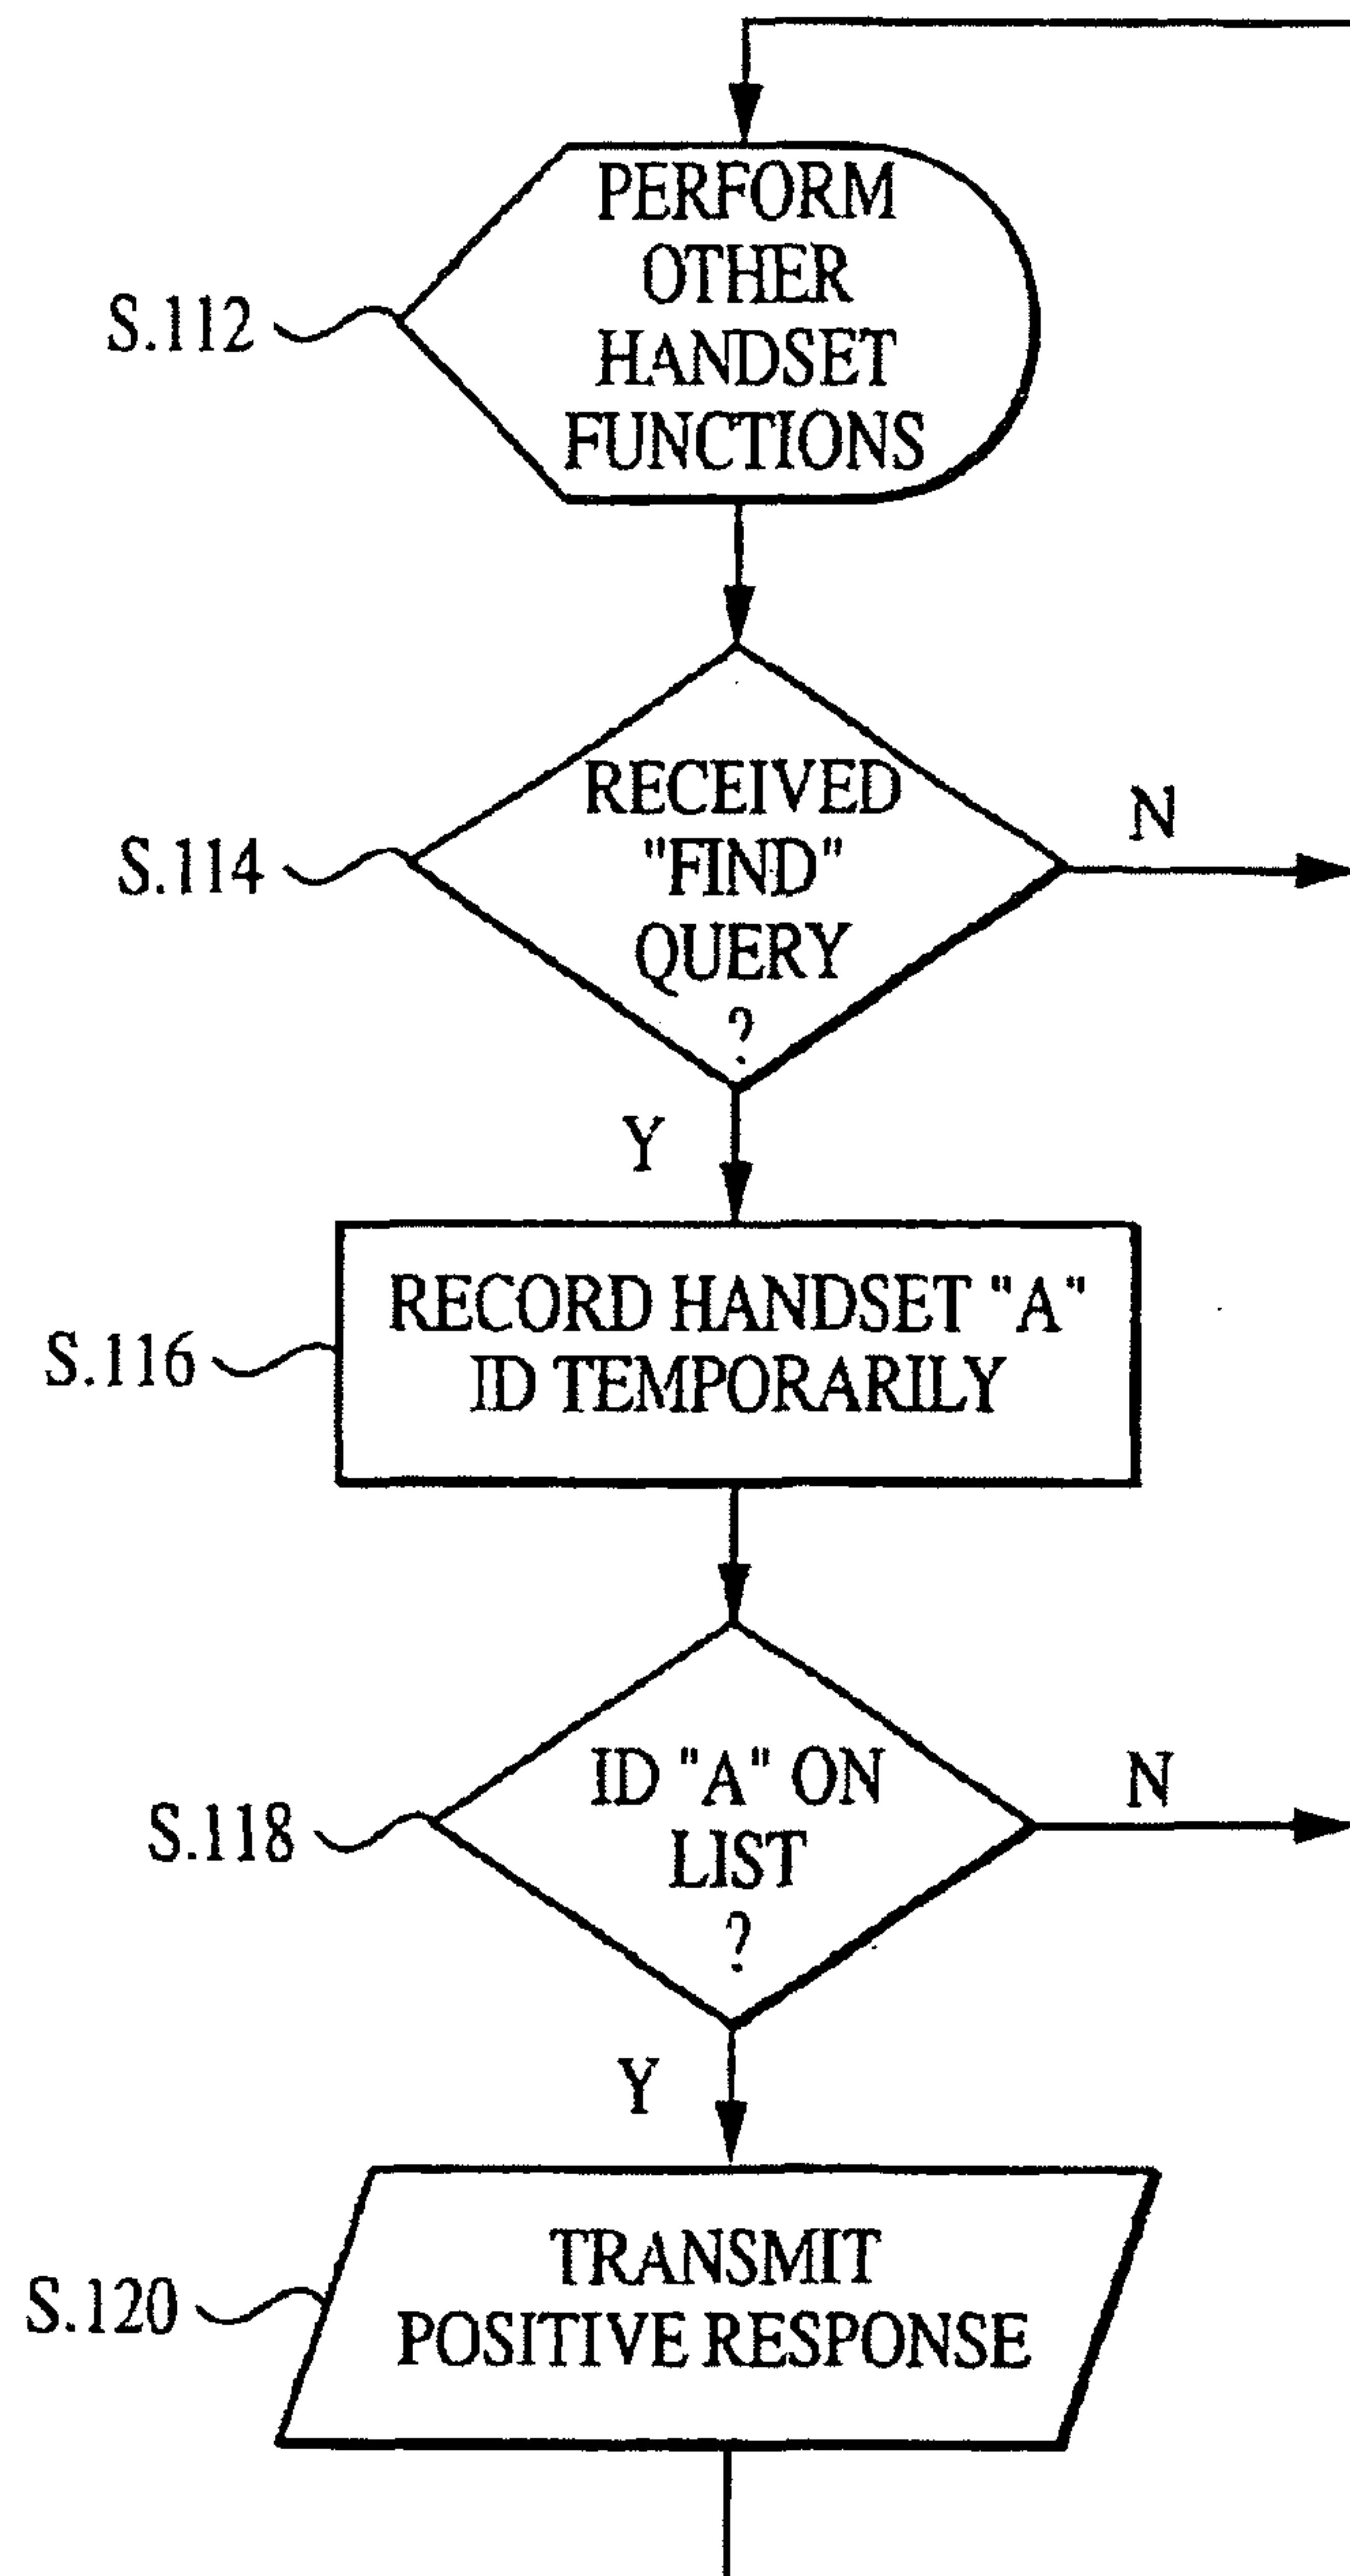 PERFORM
OTHER
HANDSET
FUNCTIONS
S.112
RECEIVED
"FIND"
QUERY
?
S.114
N
Y
RECORD HANDSET "A"
ID TEMPORARILY
S.116
ID "A" ON
LIST
?
S.118
N
Y
TRANSMIT
POSITIVE RESPONSE
S.120